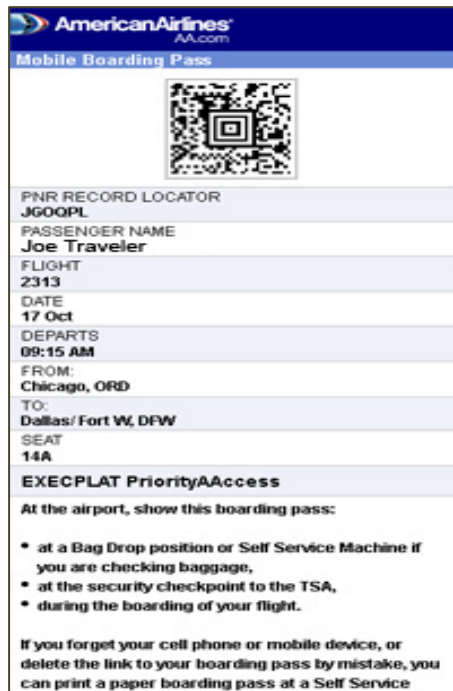 AmericanAirlines
AA.com
Mobile Boarding Pass
PNR RECORD LOCATOR
JGOQPL
PASSENGER NAME
Joe Traveler
FLIGHT
2313
DATE
17 Oct
DEPARTS
09:15 AM
FROM:
Chicago, ORD
TO:
Dallas/ Fort W, DFW
SEAT
14A
EXECPLAT PriorityAAccess
At the airport, show this boarding pass:
• at a Bag Drop position or Self Service Machine if
you are checking baggage,
• at the security checkpoint to the TSA,
• during the boarding of your flight.
If you forget your cell phone or mobile device, or
delete the link to your boarding pass by mistake, you
can print a paper boarding pass at a Self Service